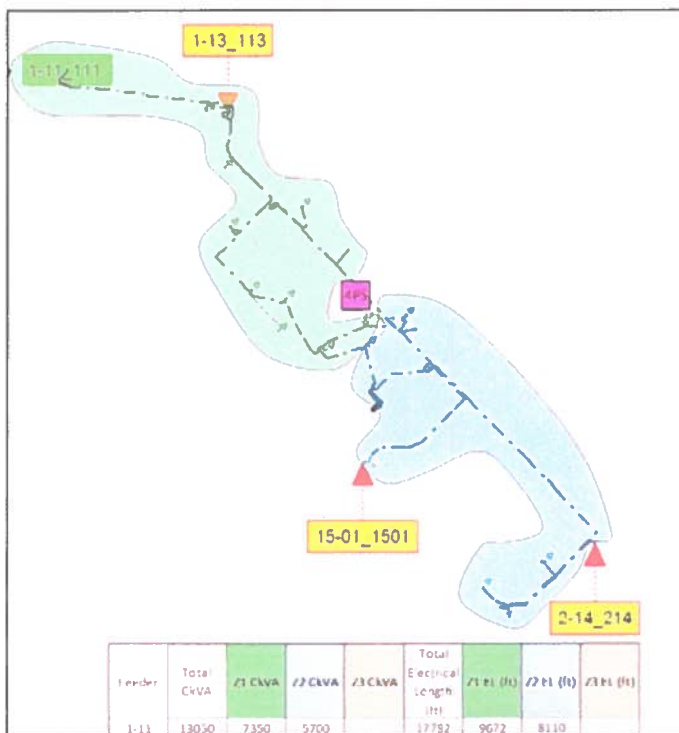 1-13_113
1-11_111
4PS
15-01_1501
2-14_214
Feeder Total CkVA Z1 CkVA Z2 CkVA Z3 CkVA Total Electrical Length (ft) Z1 EL (ft) Z2 EL (ft) Z3 EL (ft)
1-11 13050 7350 5700 17782 9672 8110